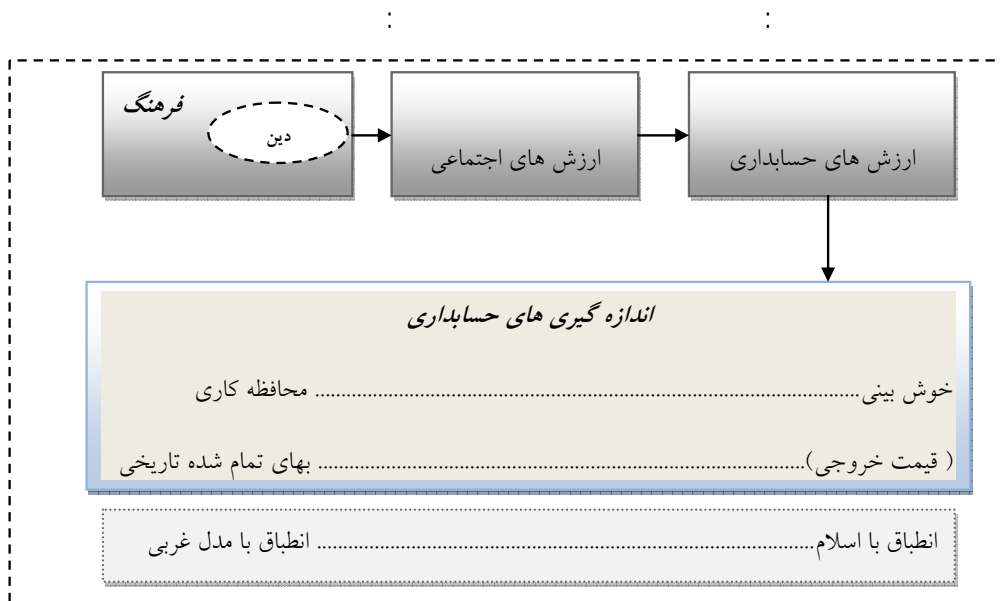 : :
فرهنگ
دین
ارزش های اجتماعی
ارزش های حسابداری
اندازه گیری های حسابداری
خوش بینی.......................................................................................................... محافظه کاری
( قیمت خروجی)............................................................................................... بهای تمام شده تاریخی
انطباق با اسلام................................................................................................. انطباق با مدل غربی